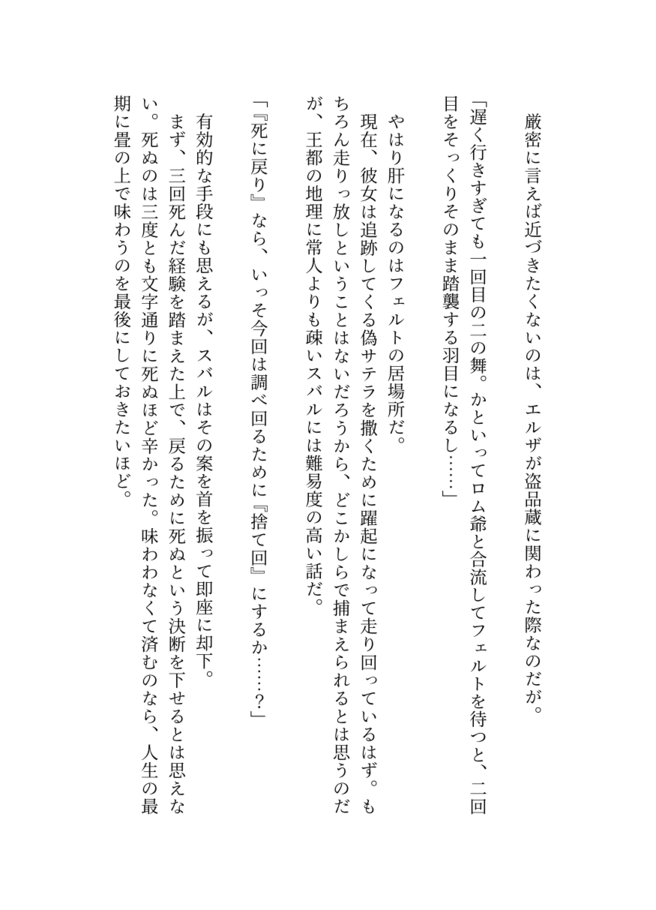 厳密に言えば近づきたくないのは、エルザが盗品蔵に関わった際なのだが。
「遅く行きすぎても一回目の二の舞。かといってロム爺と合流してフェルトを待つと、二回
目をそっくりそのまま踏襲する羽目になるし……」
やはり肝になるのはフェルトの居場所だ。
現在、彼女は追跡してくる偽サテラを撒くために躍起になって走り回っているはず。も
ちろん走りっ放しということはないだろうから、どこかしらで捕まえられるとは思うのだ
が、王都の地理に常人よりも疎いスバルには難易度の高い話だ。
「『死に戻り』なら、いっそ今回は調べ回るために『捨て回』にするか……？」
有効的な手段にも思えるが、スバルはその案を首を振って即座に却下。
まず、三回死んだ経験を踏まえた上で、戻るために死ぬという決断を下せるとは思えな
い。死ぬのは三度とも文字通りに死ぬほど辛かった。味わわなくて済むのなら、人生の最
期に畳の上で味わうのを最後にしておきたいほど。